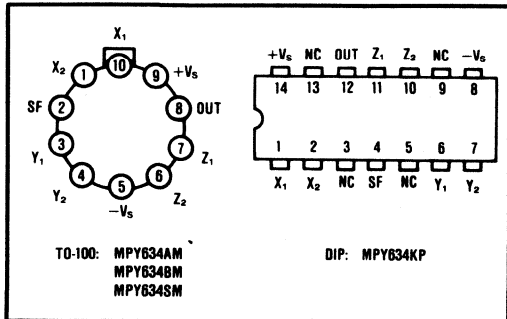 X₁
X₂ 10 +Vs
1 9
SF 2 8 OUT
3 7
Y₁ 4 6 Z₁
Y₂ 5 Z₂
−Vs
TO-100: MPY634AM
MPY634BM
MPY634SM
+Vs NC OUT Z₁ Z₂ NC −Vs
14 13 12 11 10 9 8
1 2 3 4 5 6 7
X₁ X₂ NC SF NC Y₁ Y₂
DIP: MPY634KP